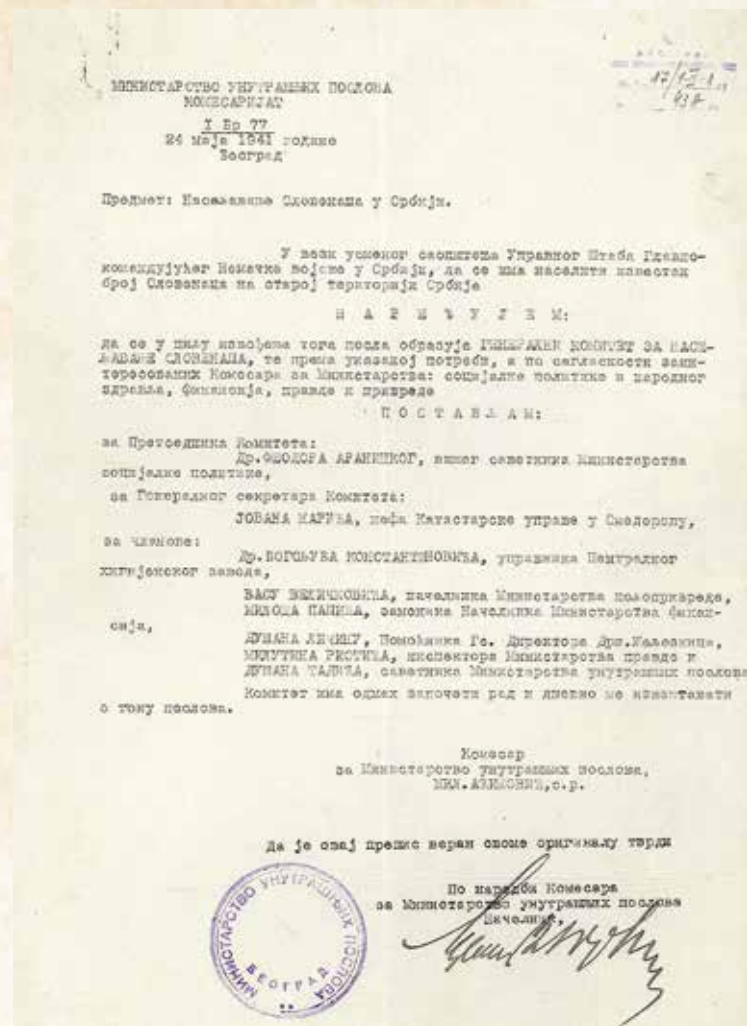 МИНИСТАРСТВО УНУТРАШЊИХ ПОСЛОВА
КОМЕСАРИЈАТ
I Бр 77
24 маја 1941 године
Београд
17/VI-1
Предмет: Насељавање Словенаца у Србији.
У вези усменог саопштења Управног Штаба Главно-
командујућег Немачке војске у Србији, да се има населити известан
број Словенаца на старој територији Србије
Н А Р Е Ђ У Ј Е М:
да се у циљу извођења тога посла образује ГЕНЕРАЛНИ КОМИТЕТ ЗА НАСЕ-
ЉАВАЊЕ СЛОВЕНАЦА, те према указаној потреби, а по сагласности заин-
тересованих Комесара за Министарства: социјалне политике и народног
здравља, финансија, правде и привреде
П О С Т А В Љ А М:
за Претседника Комитета:
Др.ФЕОДОРА АРАНИЦКОГ, вишег саветника Министарства
социјалне политике,
за Генералног секретара Комитета:
ЈОВАНА МАРИЋА, шефа Катастарске управе у Смедереву,
за чланове:
Др.БОГОЉУБА КОНСТАНТИНОВИЋА, управника Централног
хигијенског завода,
ВАСУ ВЕЛИЧКОВИЋА, начелника Министарства пољопривреде,
МИЛОША ПАПИЋА, заменика Начелника Министарства финан-
сија,
ДУШАНА Помоћника Ге. Директора Држ.Железница,
МИЛУТИНА РИСТИЋА, инспектора Министарства правде и
ДУШАНА ТАЛИЋА, саветника Министарства унутрашњих послова
Комитет има одмах започети рад и дневно ме извештавати
о току послова.
Комесар
за Министарство унутрашњих послова,
МИЛ.АЋИМОВИЋ,с.р.
Да је овај препис веран своме оригиналу тврди
По наредби Комесара
за Министарство унутрашњих послова
Начелник,
МИНИСТАРСТВО УНУТРАШЊИХ ПОСЛОВА
БЕОГРАД